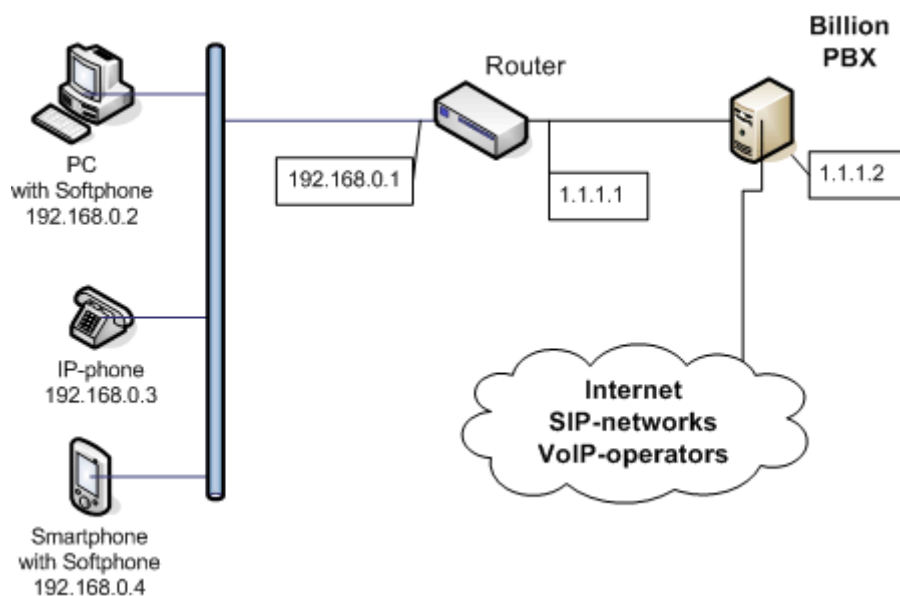 Billion
PBX
Router
PC
with Softphone
192.168.0.2
192.168.0.1
1.1.1.1
1.1.1.2
IP-phone
192.168.0.3
Internet
SIP-networks
VoIP-operators
Smartphone
with Softphone
192.168.0.4